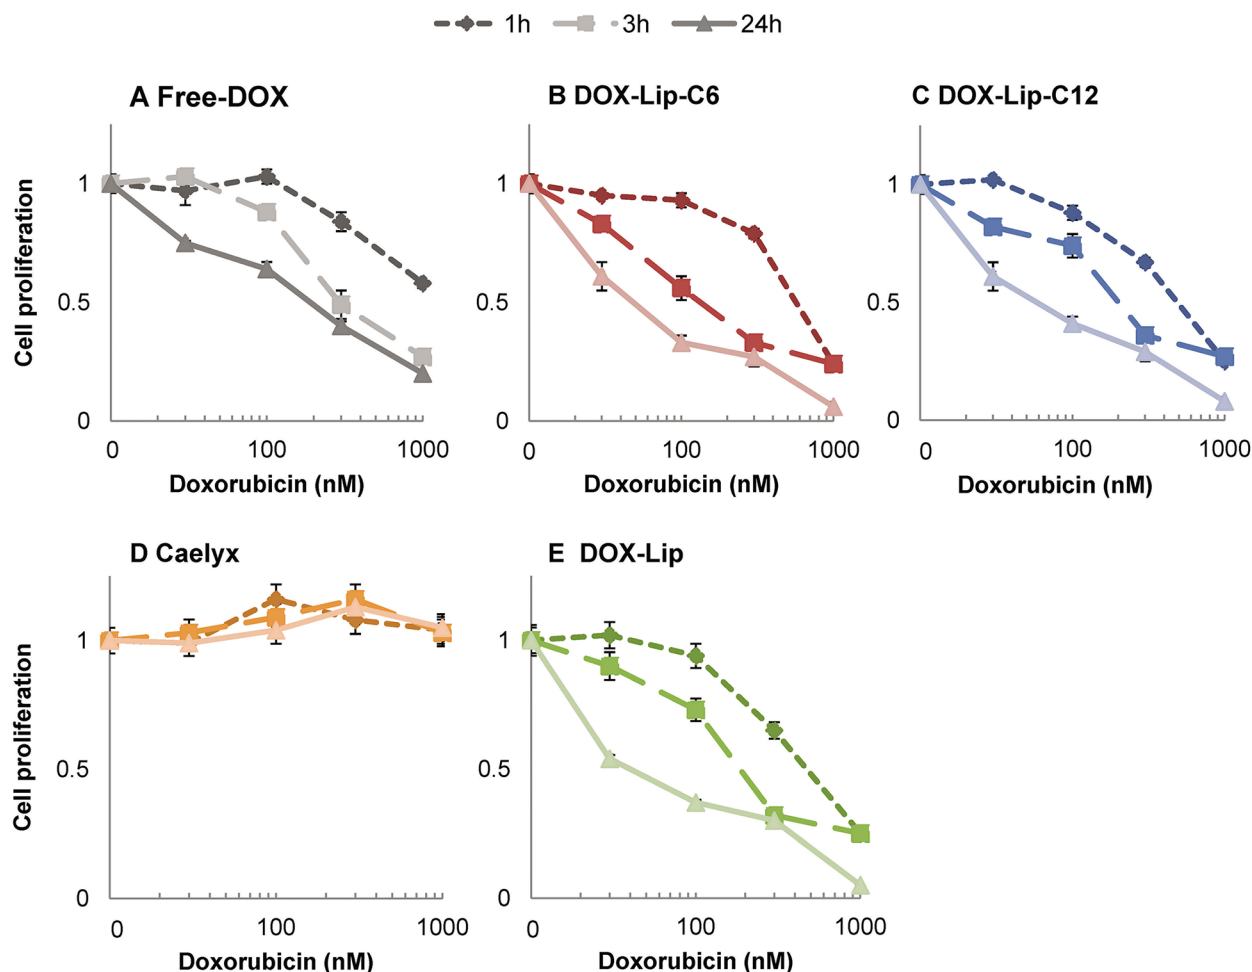 1h 3h 24h
A Free-DOX
Cell proliferation
1
0.5
0
0 100 1000
Doxorubicin (nM)
B DOX-Lip-C6
1
0.5
0
0 100 1000
Doxorubicin (nM)
C DOX-Lip-C12
1
0.5
0
0 100 1000
Doxorubicin (nM)
D Caelyx
Cell proliferation
1
0.5
0
0 100 1000
Doxorubicin (nM)
E DOX-Lip
1
0.5
0
0 100 1000
Doxorubicin (nM)